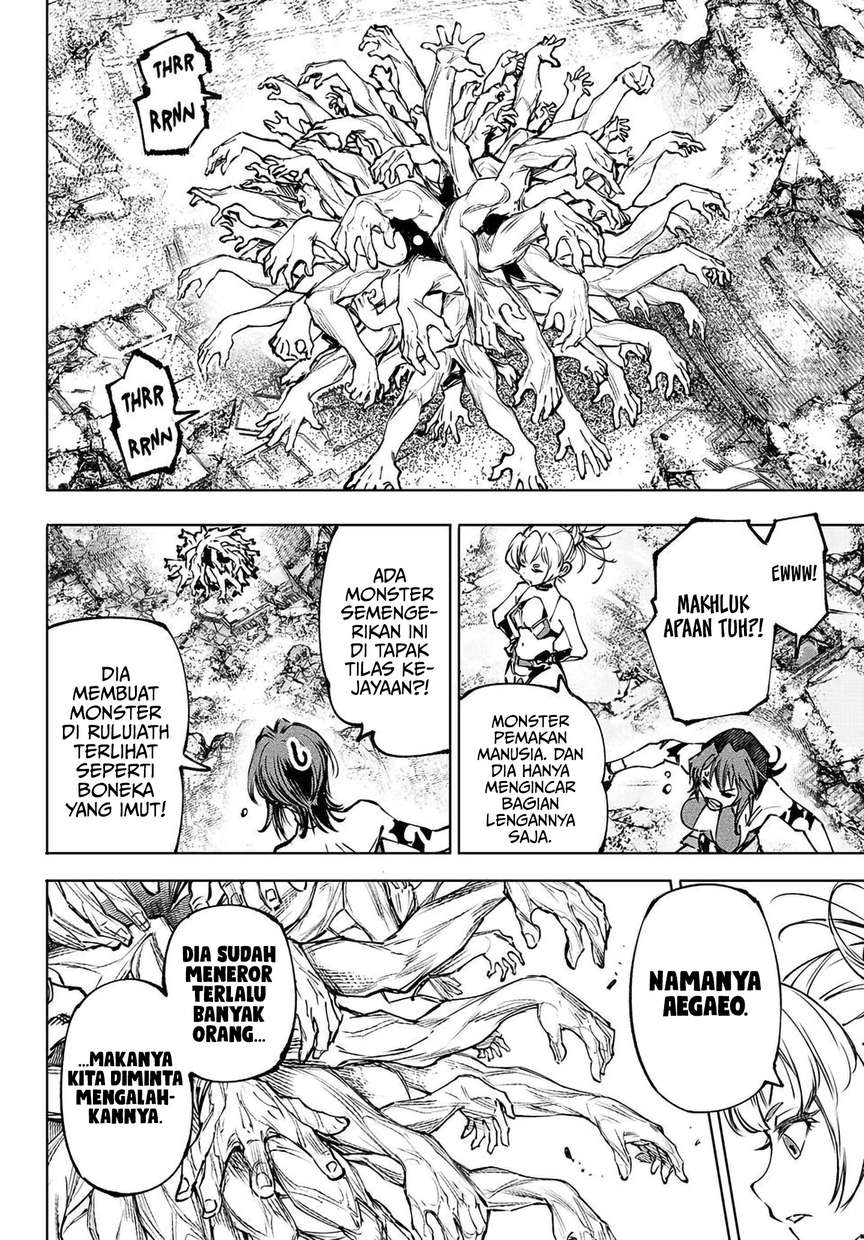 THRR
RRNN
THRR
RRNN
EWWW!
MAKHLUK
APAAN TUH?!
MONSTER
PEMAKAN
MANUSIA. DAN
DIA HANYA
MENGINCAR
BAGIAN
LENGANNYA
SAJA.
ADA
MONSTER
SEMENGE-
RIKAN INI
DI TAPAK
TILAS KE-
JAYAAN?!
DIA
MEMBUAT
MONSTER
DI RULUIATH
TERLIHAT
SEPERTI
BONEKA
YANG IMUT!
NAMANYA
AEGAEO.
DIA SUDAH
MENEROR
TERLALU
BANYAK
ORANG...
...MAKANYA
KITA DIMINTA
MENGALAH-
KANNYA.